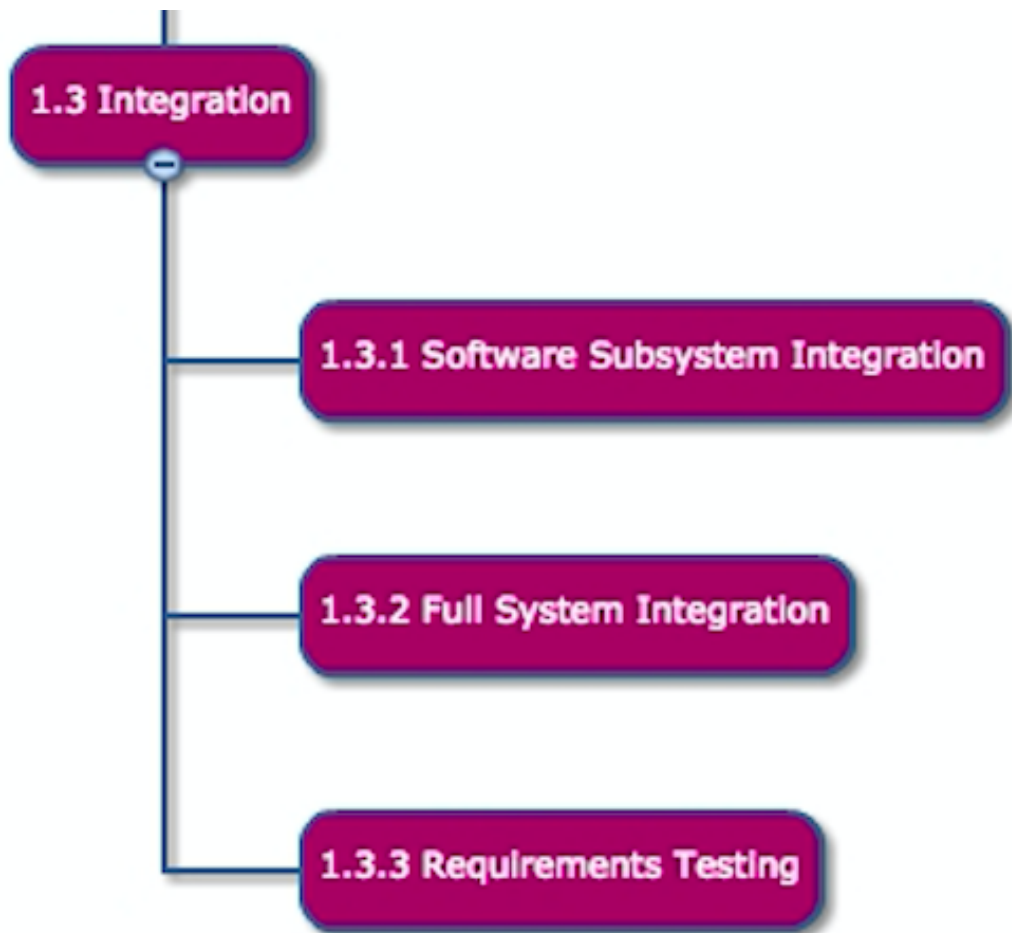 1.3 Integration
1.3.1 Software Subsystem Integration
1.3.2 Full System Integration
1.3.3 Requirements Testing